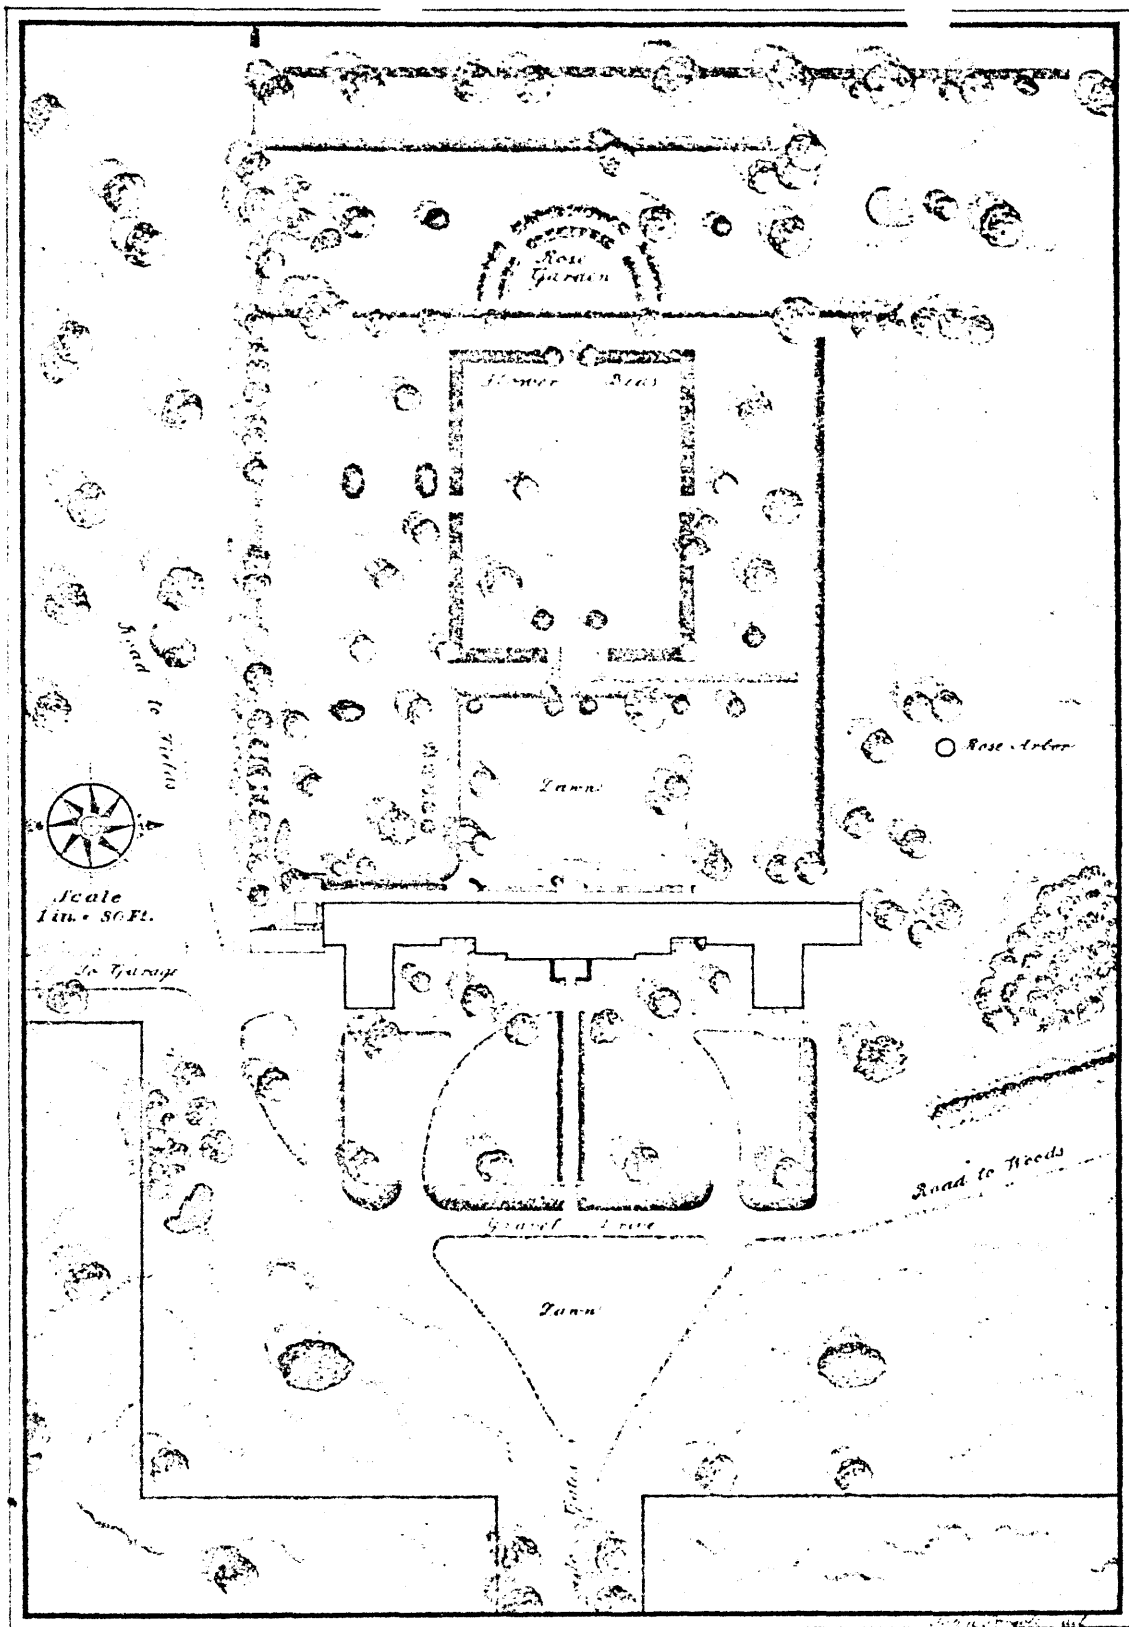 Rose
Garden
Flower Beds
Road to Fields
Rose Arbor
Lawn
Scale
1 in. = 80 Ft.
To Garage
Road to Woods
Gravel Drive
Lawn
Gates